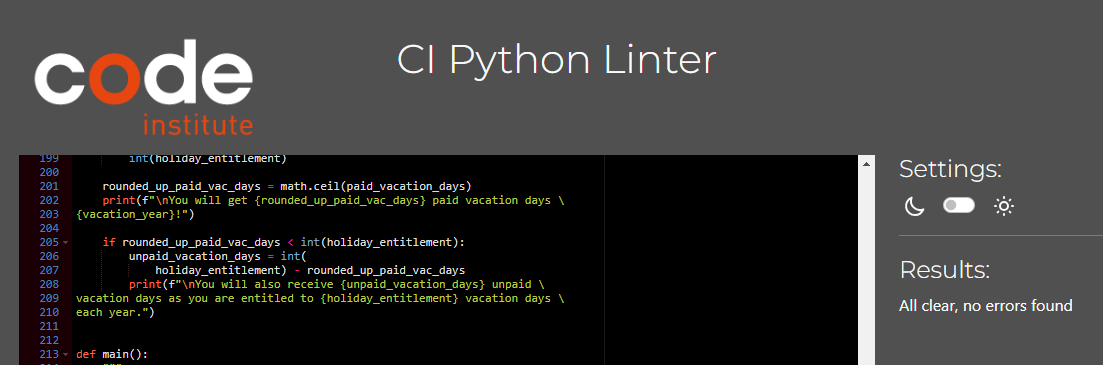 code
institute
CI Python Linter
199 int(holiday_entitlement)
200
201 rounded_up_paid_vac_days = math.ceil(paid_vacation_days)
202 print(f"\nYou will get {rounded_up_paid_vac_days} paid vacation days \
203 {vacation_year}!")
204
205 if rounded_up_paid_vac_days < int(holiday_entitlement):
206 unpaid_vacation_days = int(
207 holiday_entitlement) - rounded_up_paid_vac_days
208 print(f"\nYou will also receive {unpaid_vacation_days} unpaid \
209 vacation days as you are entitled to {holiday_entitlement} vacation days \
210 each year.")
211
212
213 def main():
Settings:
Results:
All clear, no errors found